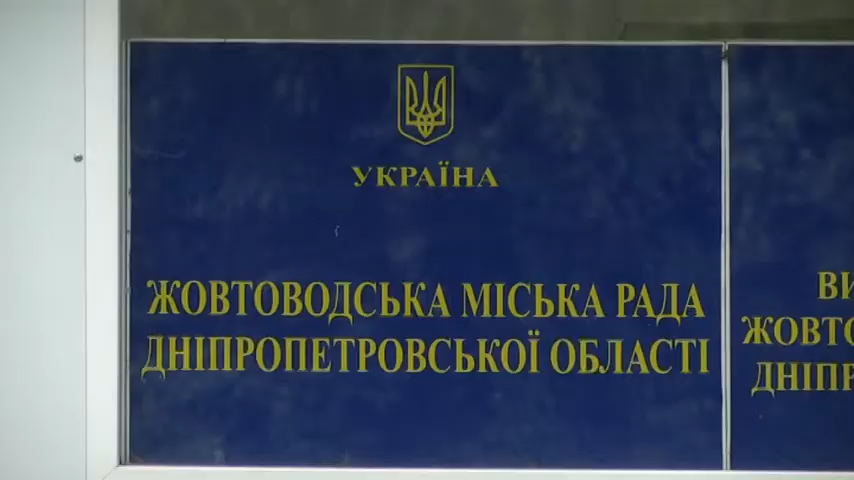 УКРАЇНА
ЖОВТОВОДСЬКА МІСЬКА РАДА
ДНІПРОПЕТРОВСЬКОЇ ОБЛАСТІ